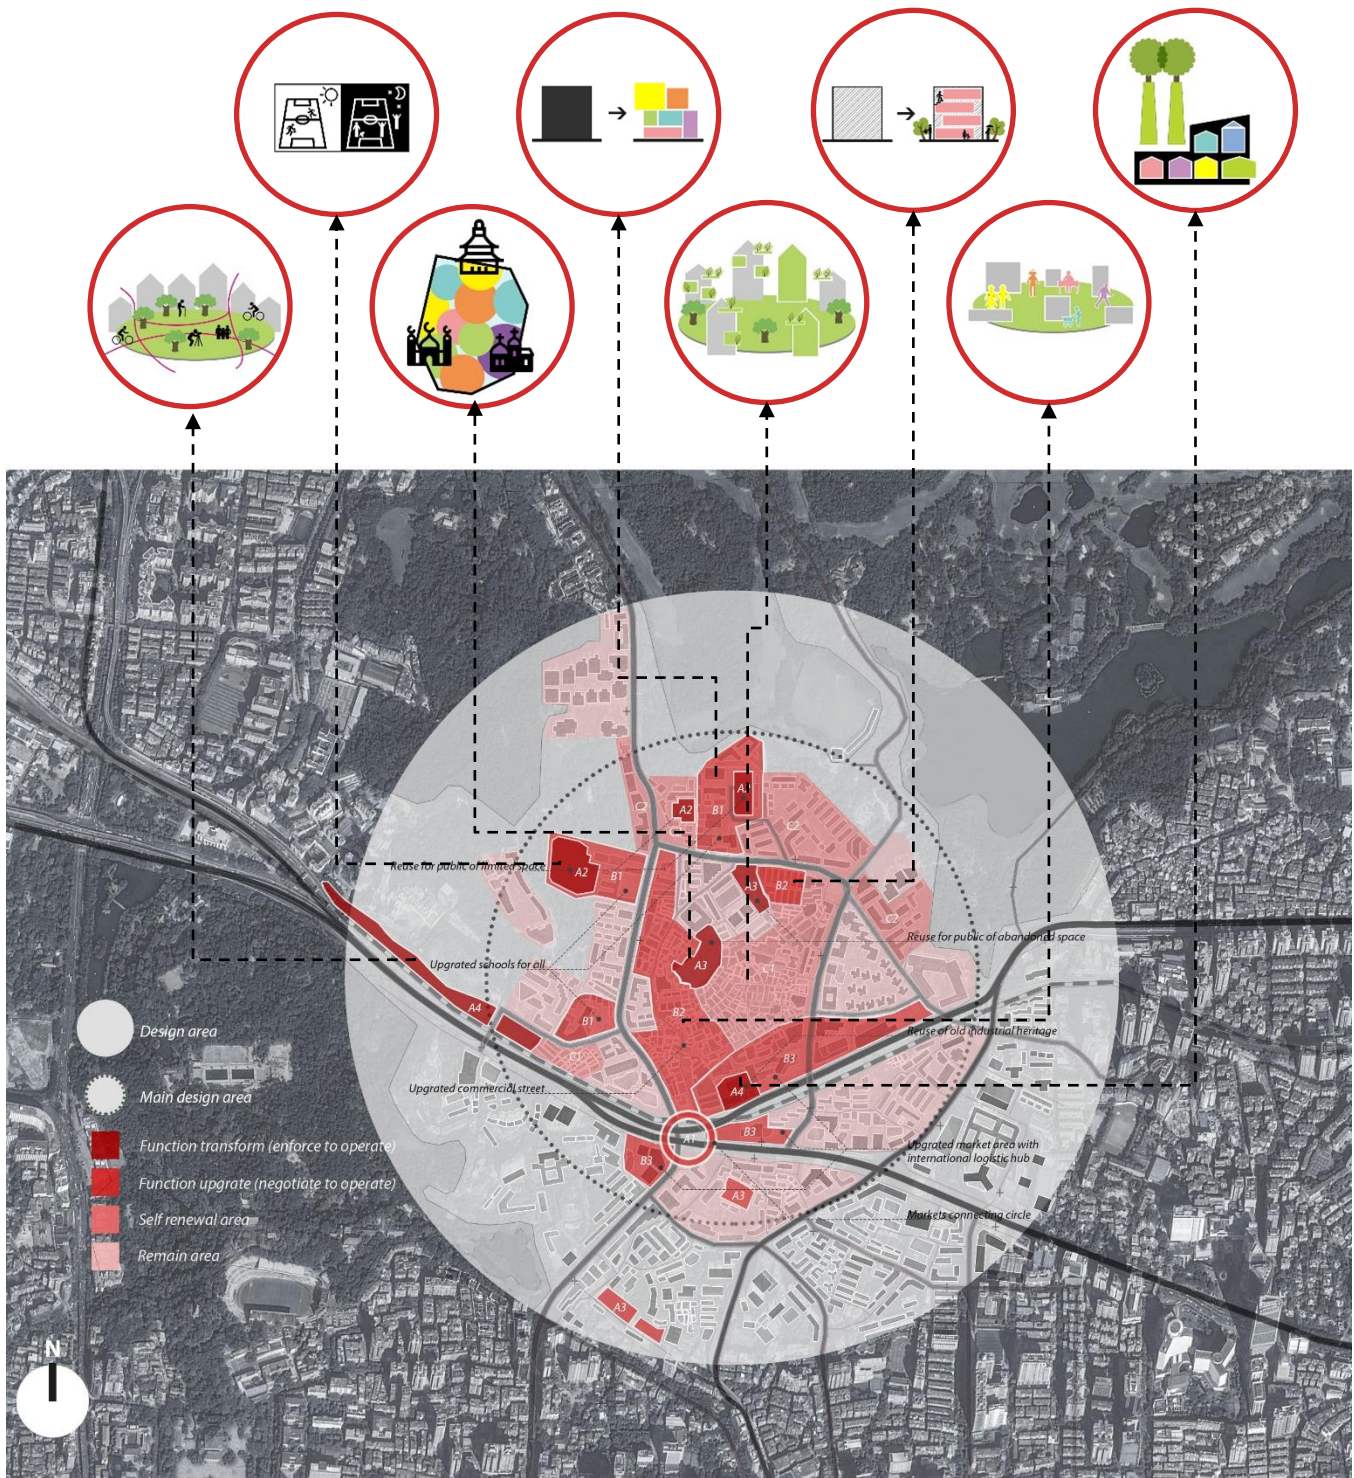 C2
A2
B1
A2
C2
Reuse for public of limited space
A2
B1
A3
B2
C2
Reuse for public of abandoned space
Upgrated schools for all
A3
C1
A4
B1
B2
Design area
Reuse of old industrial heritage
C1
B3
Upgrated commercial street
A4
Main design area
B3
A1
Function transform (enforce to operate)
Upgrated market area with
international logistic hub
B3
Function upgrate (negotiate to operate)
A3
Self renewal area
Markets connecting circle
Remain area
A3
N